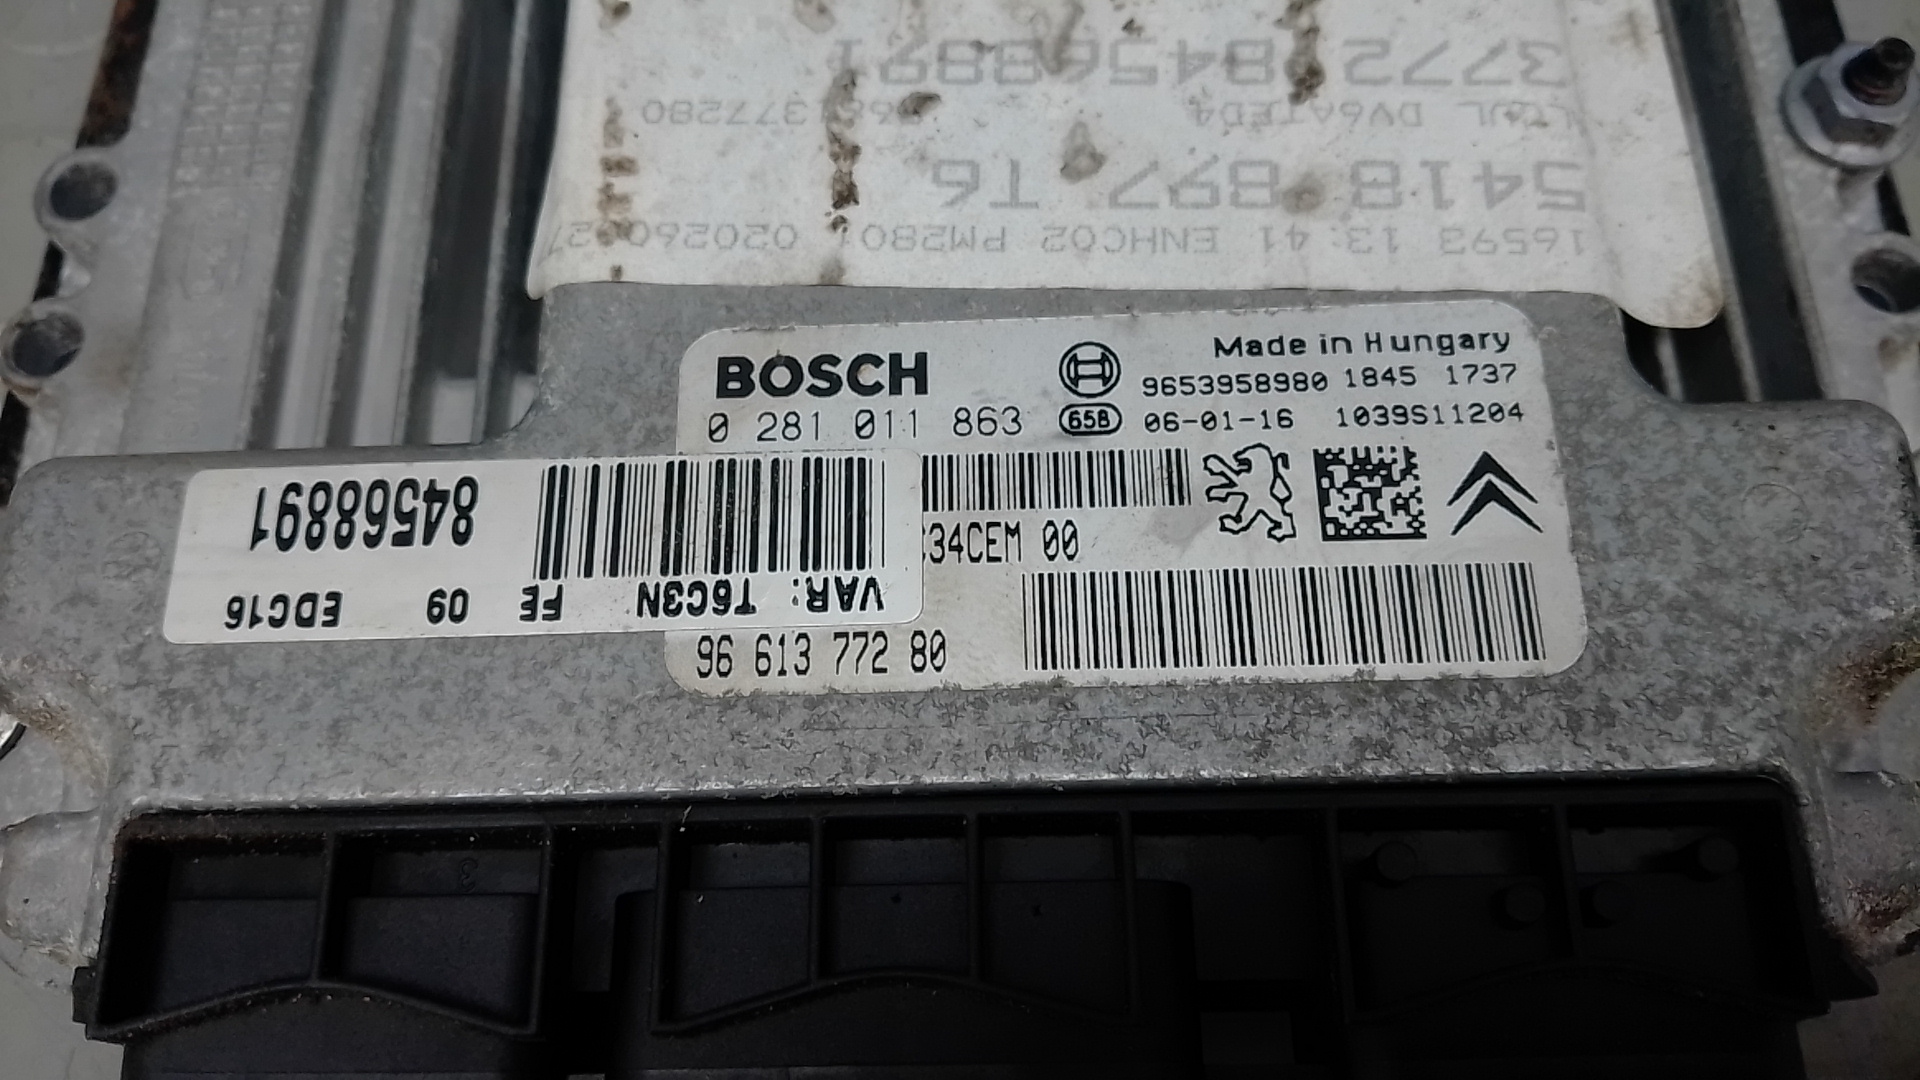 3772 84568891
DV6ATED4 9661377280
5418 897 T6
16593 13:41 ENHC02 PM2801
BOSCH
Made in Hungary
9653958980 1845 1737
0 281 011 863
65B 06-01-16 1039S11204
34CEM 00
96 613 772 80
VAR: T6C3N FE 09 EDC16
84568891